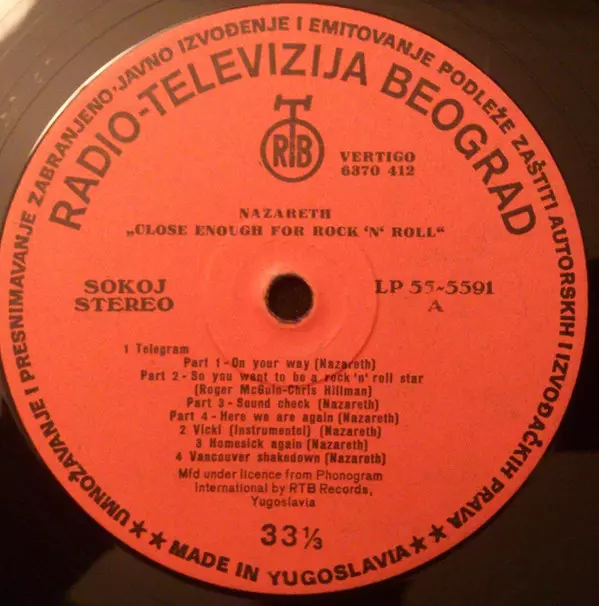 UMNOŽAVANJE I PRESNIMAVANJE ZABRANJENO, JAVNO IZVOĐENJE I EMITOVANJE PODLEŽE ZAŠTITI AUTORSKIH I IZVOĐAČKIH PRAVA
RADIO-TELEVIZIJA BEOGRAD
RTB
VERTIGO
6370 412
NAZARETH
„CLOSE ENOUGH FOR ROCK 'N' ROLL“
SOKOJ
STEREO
LP 55-5591
A
1 Telegram
Part 1 - On your way (Nazareth)
Part 2 - So you want to be a rock 'n' roll star
(Roger McGuin-Chris Hillman)
Part 3 - Sound check (Nazareth)
Part 4 - Here we are again (Nazareth)
2 Vicki (Instrumentel) (Nazareth)
3 Homesick again (Nazareth)
4 Vancouver shakedown (Nazareth)
Mfd under licence from Phonogram
International by RTB Records,
Yugoslavia
33⅓
★★ MADE IN YUGOSLAVIA ★★